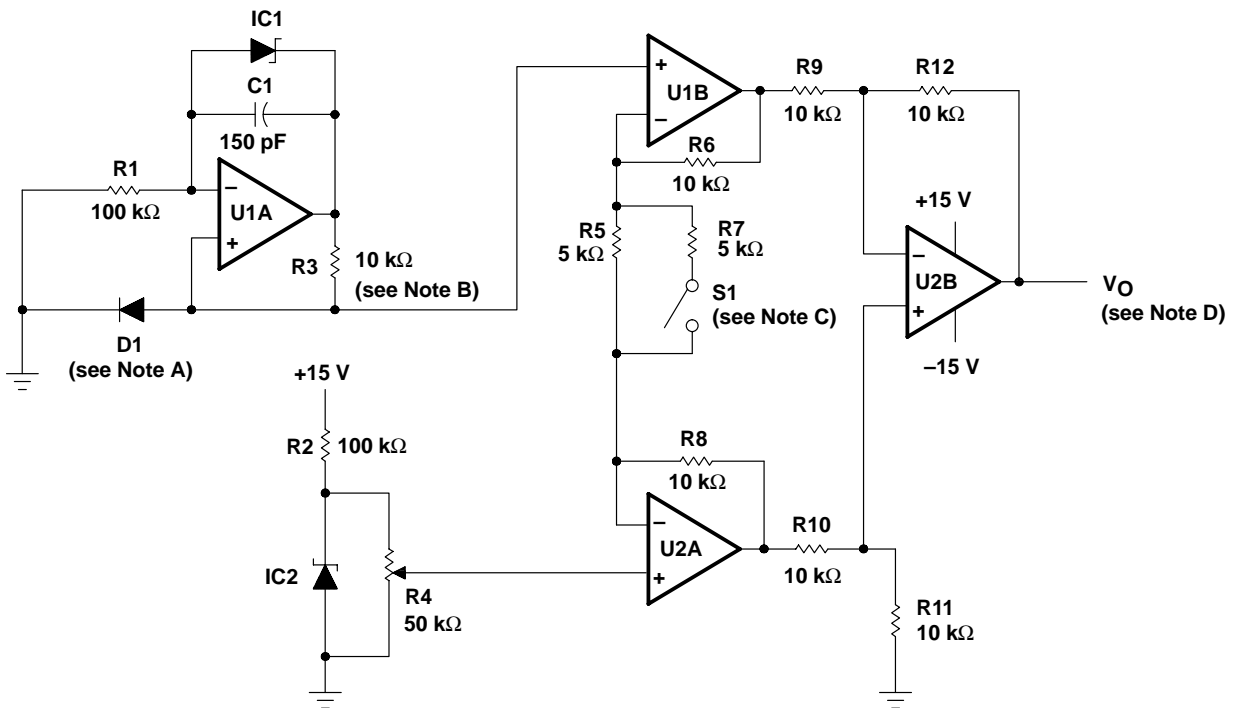 IC1
C1
150 pF
R1
100 kΩ
−
U1A
+
R3
10 kΩ
(see Note B)
D1
(see Note A)
+
U1B
−
R9
10 kΩ
R12
10 kΩ
R6
10 kΩ
R5
5 kΩ
R7
5 kΩ
S1
(see Note C)
+15 V
−
U2B
+
–15 V
VO
(see Note D)
+15 V
R2
100 kΩ
IC2
R4
50 kΩ
R8
10 kΩ
−
U2A
+
R10
10 kΩ
R11
10 kΩ